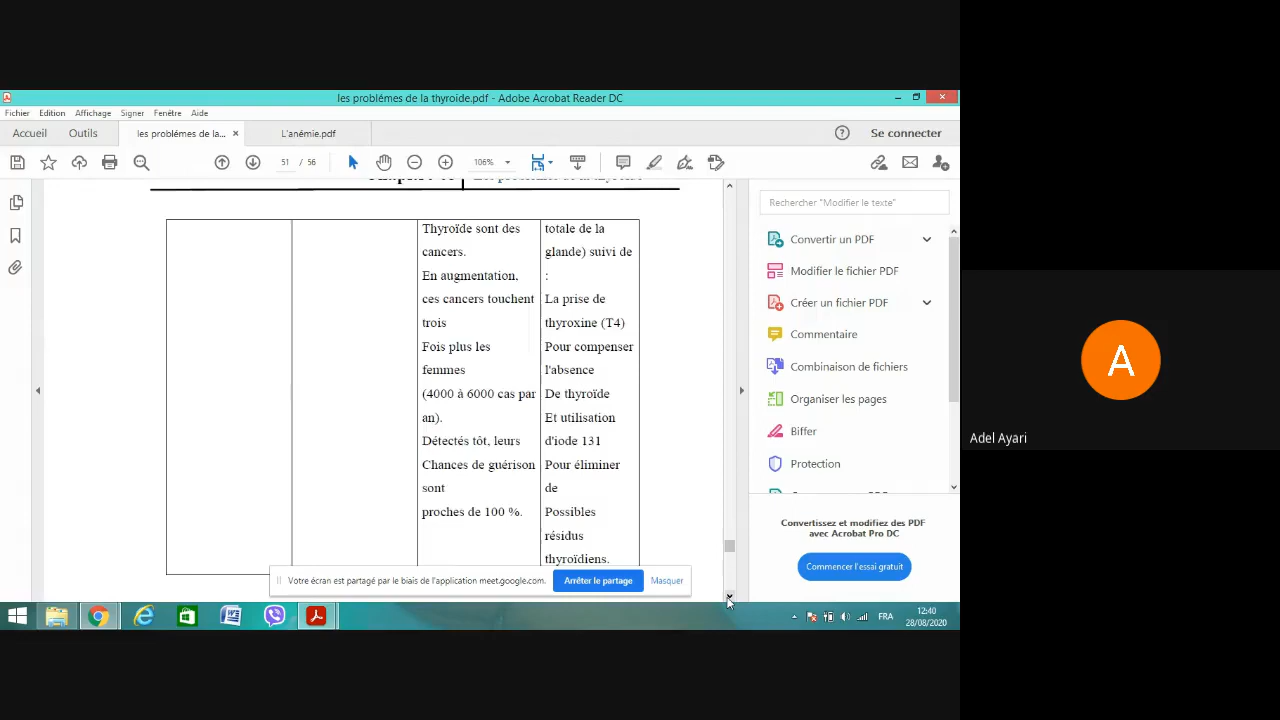 les problémes de la thyroide.pdf - Adobe Acrobat Reader DC
Fichier Edition Affichage Signer Fenêtre Aide
Accueil Outils les problémes de la... L'anémie.pdf Se connecter
51 / 56 106%
Thyroïde sont des
cancers.
En augmentation,
ces cancers touchent
trois
Fois plus les
femmes
(4000 à 6000 cas par
an).
Détectés tôt, leurs
Chances de guérison
sont
proches de 100 %.
totale de la
glande) suivi de
:
La prise de
thyroxine (T4)
Pour compenser
l'absence
De thyroïde
Et utilisation
d'iode 131
Pour éliminer
de
Possibles
résidus
thyroïdiens.
Rechercher "Modifier le texte"
Convertir un PDF
Modifier le fichier PDF
Créer un fichier PDF
Commentaire
Combinaison de fichiers
Organiser les pages
Biffer
Protection
Convertissez et modifiez des PDF
avec Acrobat Pro DC
Commencer l'essai gratuit
Votre écran est partagé par le biais de l'application meet.google.com. Arrêter le partage Masquer
FRA
12:40
28/08/2020
A
Adel Ayari